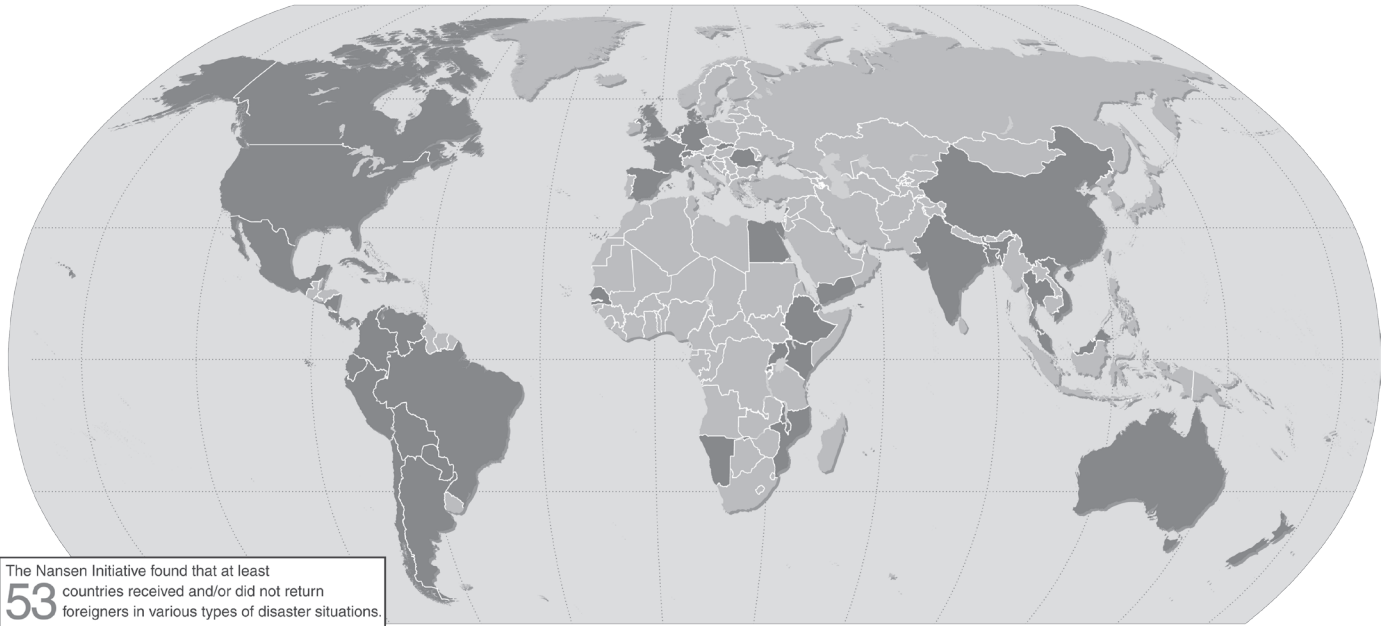 The Nansen Initiative found that at least
53 countries received and/or did not return
foreigners in various types of disaster situations.